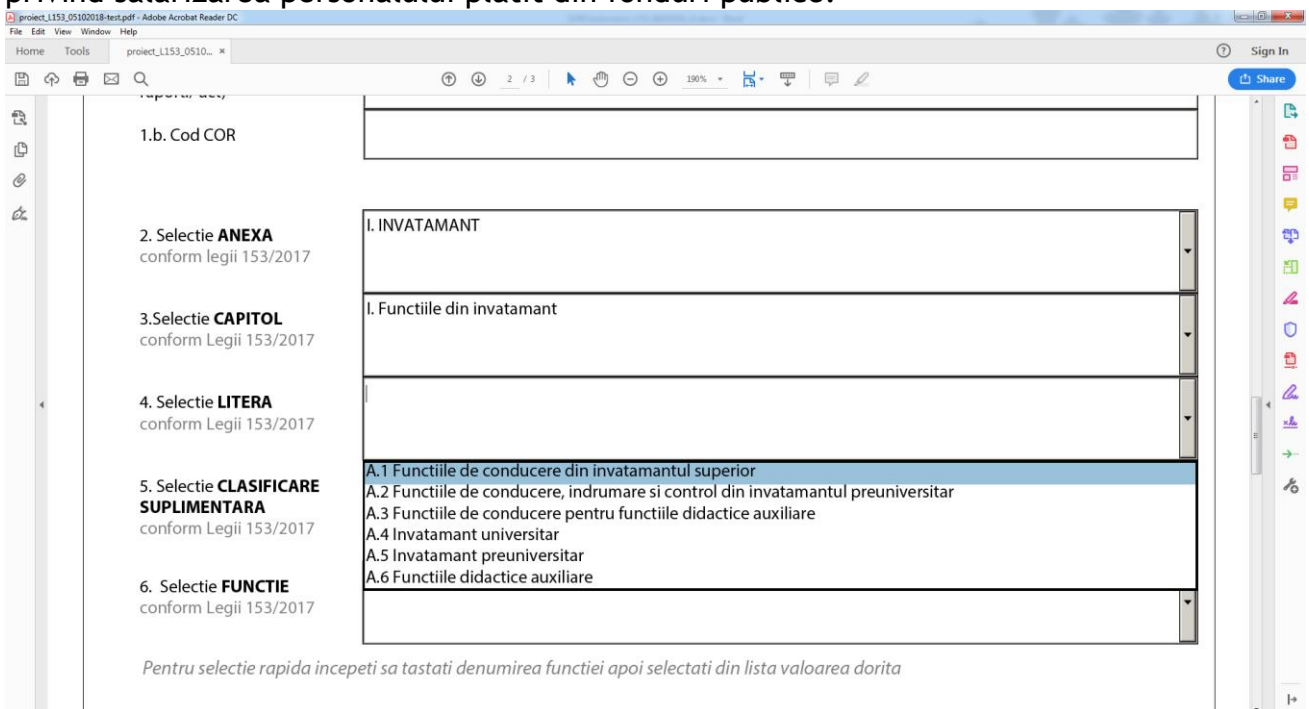 privind salarizarea personalului platit din fonduri publice.
proiect_L153_05102018-test.pdf - Adobe Acrobat Reader DC
File Edit View Window Help
Home Tools proiect_L153_0510... × Sign In
2 / 3 190% Share
1.b. Cod COR
2. Selectie ANEXA
conform legii 153/2017
I. INVATAMANT
3.Selectie CAPITOL
conform Legii 153/2017
I. Functiile din invatamant
4. Selectie LITERA
conform Legii 153/2017
A.1 Functiile de conducere din invatamantul superior
A.2 Functiile de conducere, indrumare si control din invatamantul preuniversitar
A.3 Functiile de conducere pentru functiile didactice auxiliare
A.4 Invatamant universitar
A.5 Invatamant preuniversitar
A.6 Functiile didactice auxiliare
5. Selectie CLASIFICARE
SUPLIMENTARA
conform Legii 153/2017
6. Selectie FUNCTIE
conform Legii 153/2017
Pentru selectie rapida incepeti sa tastati denumirea functiei apoi selectati din lista valoarea dorita